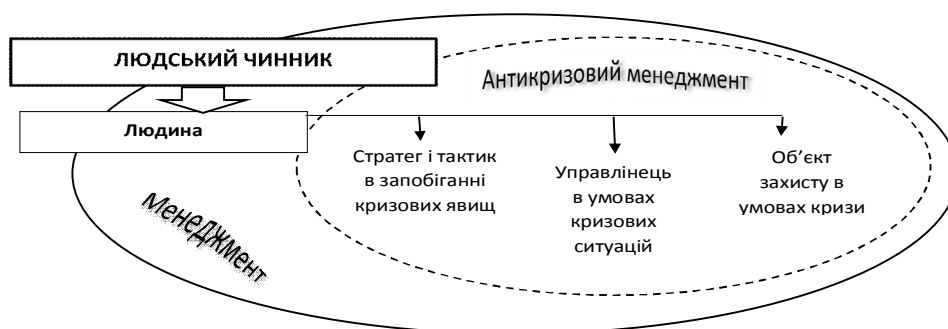 ЛЮДСЬКИЙ ЧИННИК
Антикризовий менеджмент
Людина
Стратег і тактик
в запобіганні
кризових явищ
Управлінець
в умовах
кризових
ситуацій
Об’єкт
захисту в
умовах кризи
Менеджмент